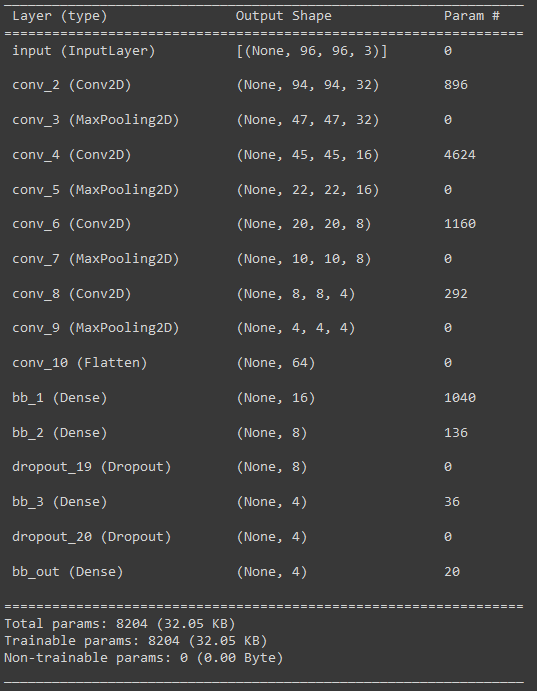 Layer (type) Output Shape Param #
input (InputLayer) [(None, 96, 96, 3)] 0
conv_2 (Conv2D) (None, 94, 94, 32) 896
conv_3 (MaxPooling2D) (None, 47, 47, 32) 0
conv_4 (Conv2D) (None, 45, 45, 16) 4624
conv_5 (MaxPooling2D) (None, 22, 22, 16) 0
conv_6 (Conv2D) (None, 20, 20, 8) 1160
conv_7 (MaxPooling2D) (None, 10, 10, 8) 0
conv_8 (Conv2D) (None, 8, 8, 4) 292
conv_9 (MaxPooling2D) (None, 4, 4, 4) 0
conv_10 (Flatten) (None, 64) 0
bb_1 (Dense) (None, 16) 1040
bb_2 (Dense) (None, 8) 136
dropout_19 (Dropout) (None, 8) 0
bb_3 (Dense) (None, 4) 36
dropout_20 (Dropout) (None, 4) 0
bb_out (Dense) (None, 4) 20
Total params: 8204 (32.05 KB)
Trainable params: 8204 (32.05 KB)
Non-trainable params: 0 (0.00 Byte)